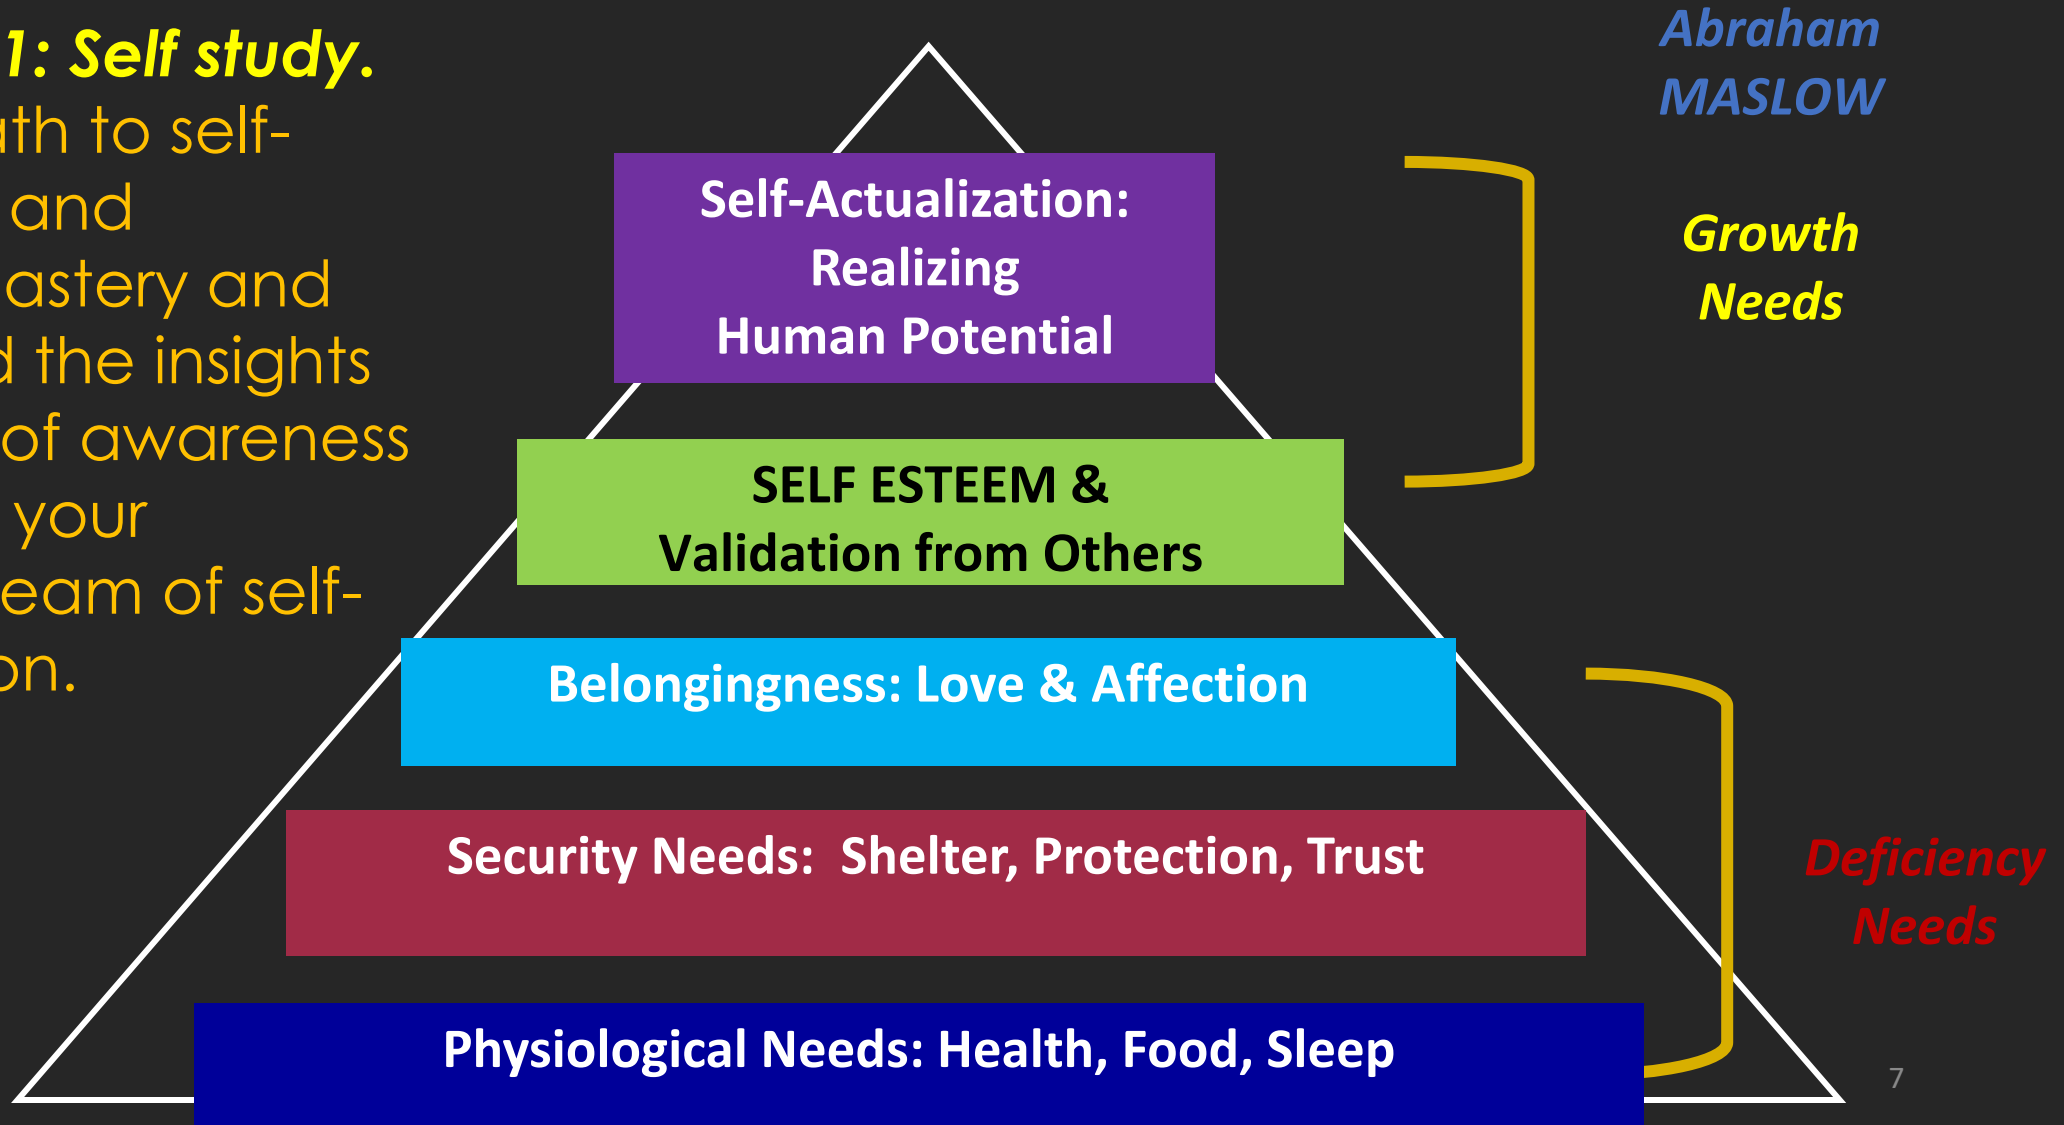 1: Self study.
ath to self-
and
astery and
d the insights
of awareness
your
eam of self-
on.
Abraham
MASLOW
Self-Actualization:
Realizing
Human Potential
Growth
Needs
SELF ESTEEM &
Validation from Others
Belongingness: Love & Affection
Security Needs:  Shelter, Protection, Trust
Deficiency
Needs
Physiological Needs: Health, Food, Sleep
7